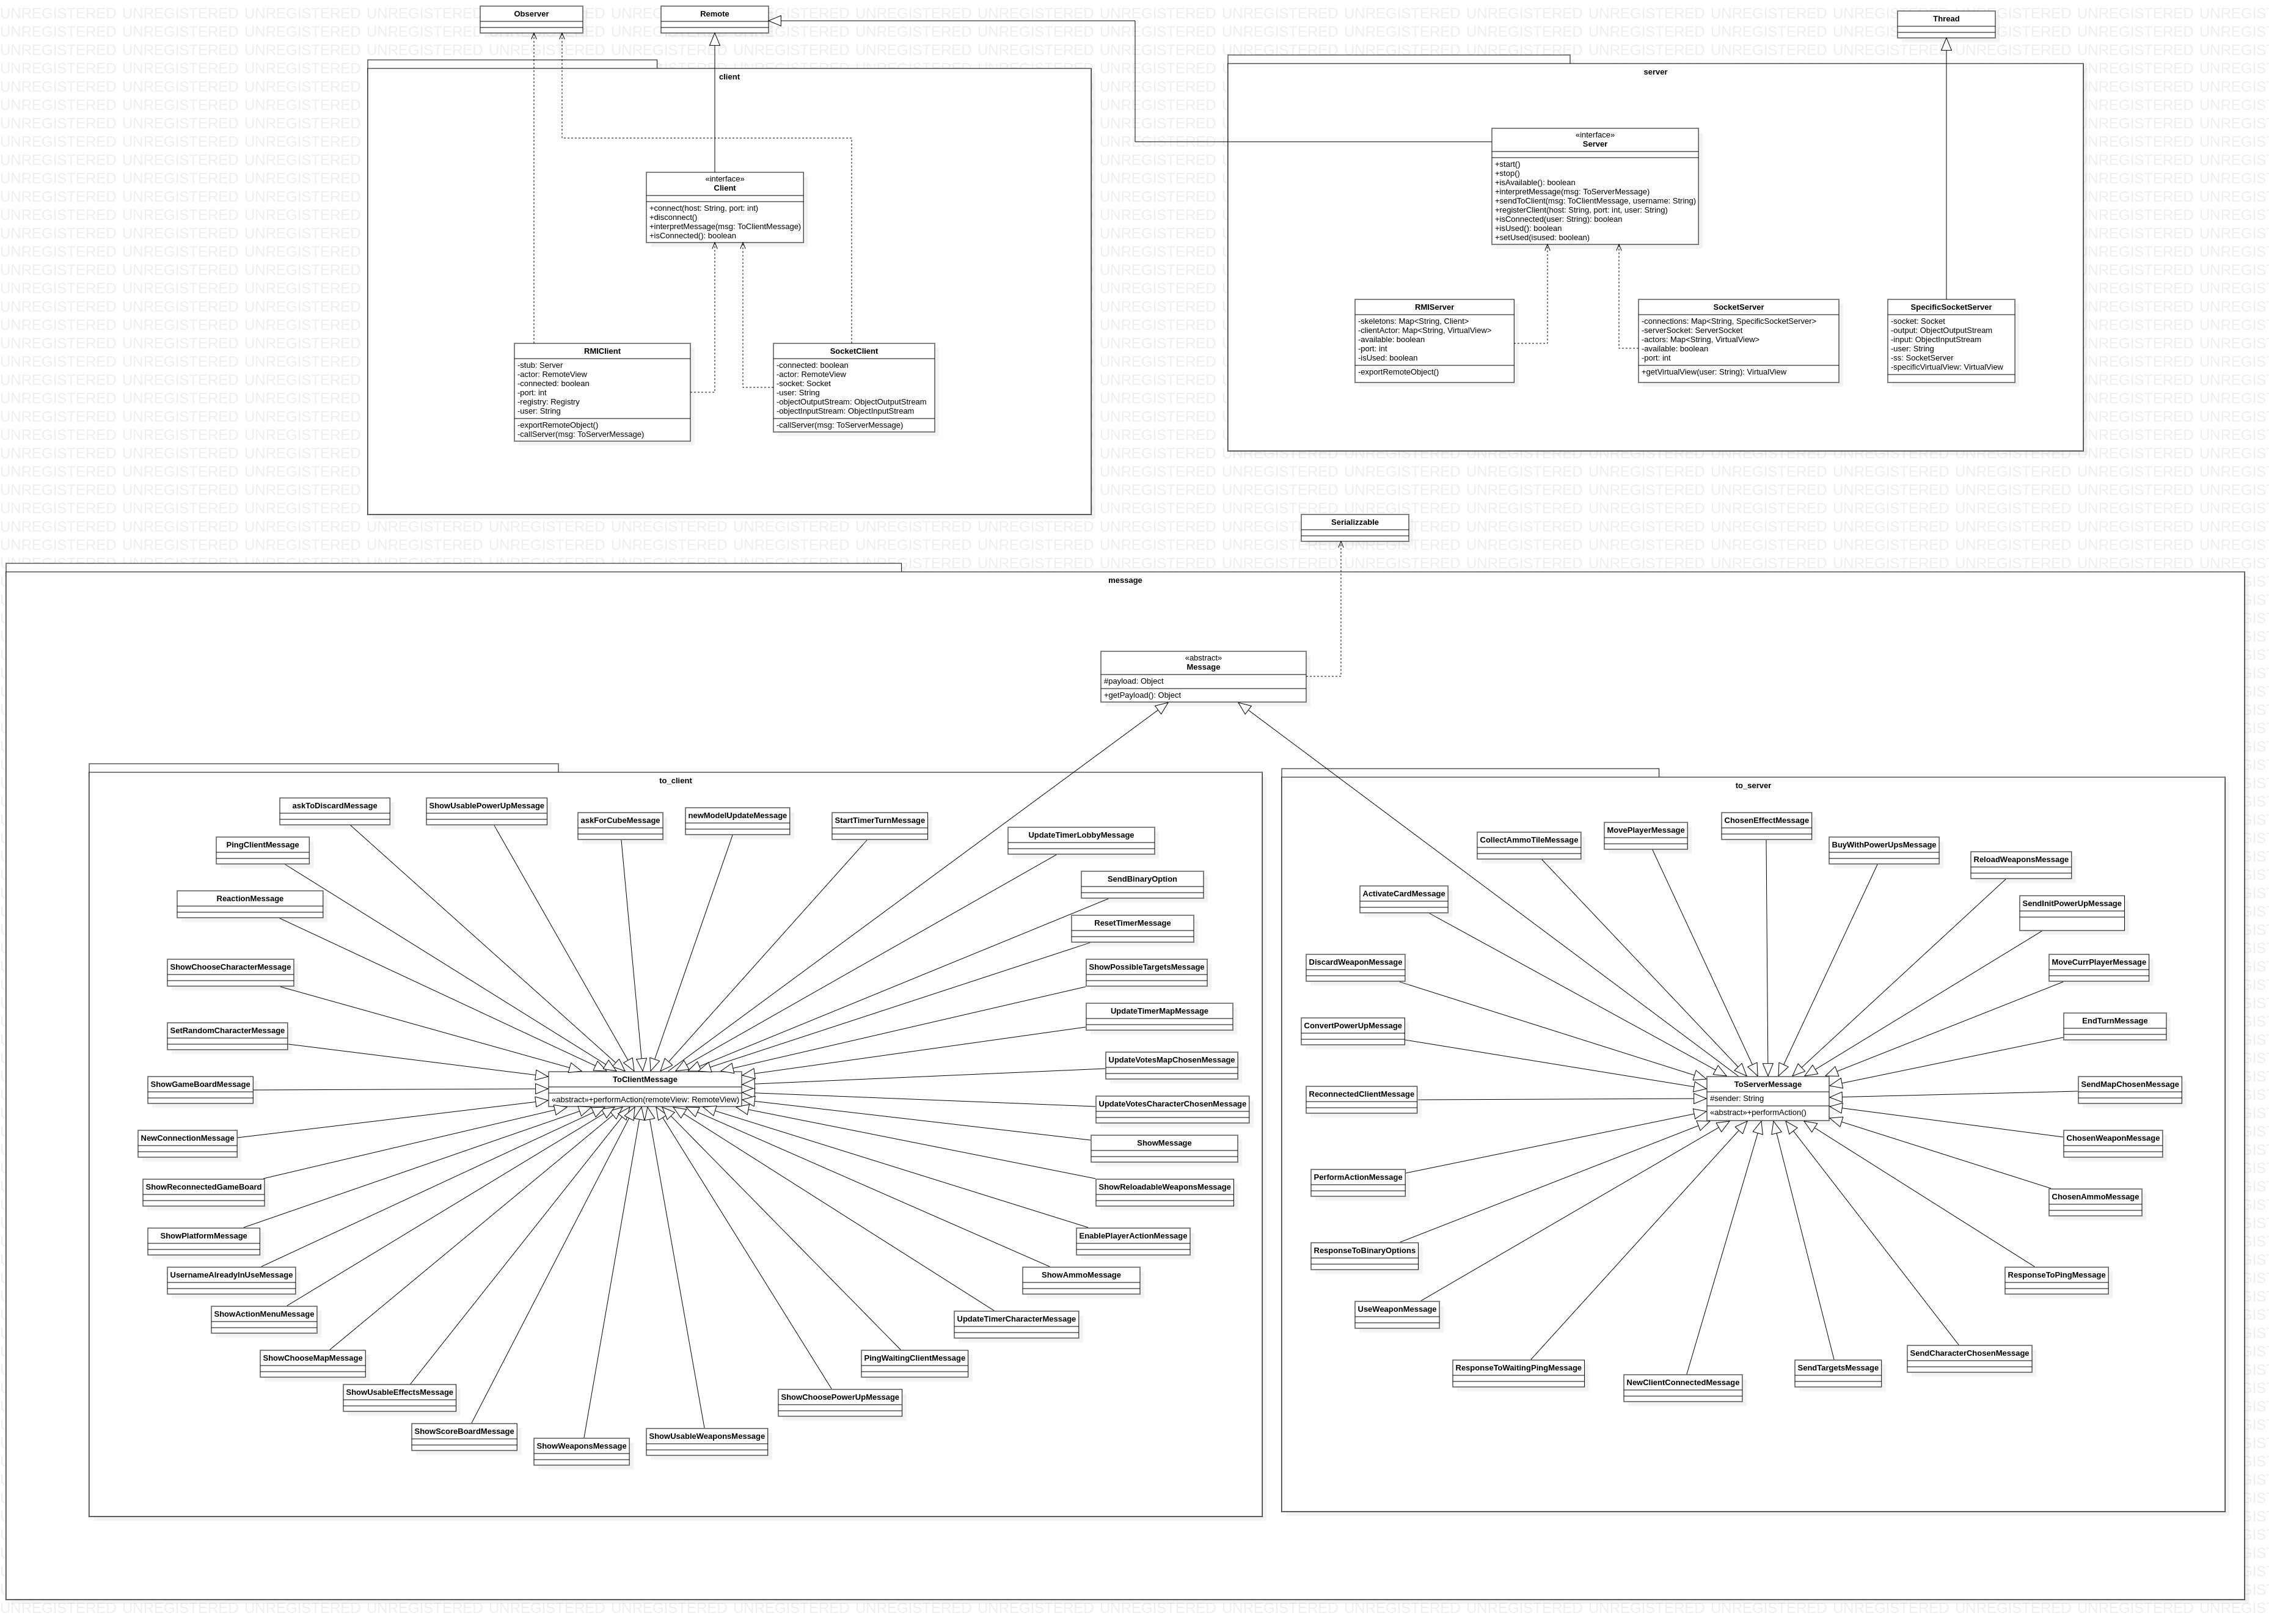 Observer
Remote
Thread
client
server
«interface»
Client
+connect(host: String, port: int)
+disconnect()
+interpretMessage(msg: ToClientMessage)
+isConnected(): boolean
RMIClient
-stub: Server
-actor: RemoteView
-connected: boolean
-port: int
-registry: Registry
-user: String
-exportRemoteObject()
-callServer(msg: ToServerMessage)
SocketClient
-connected: boolean
-actor: RemoteView
-socket: Socket
-user: String
-objectOutputStream: ObjectOutputStream
-objectInputStream: ObjectInputStream
-callServer(msg: ToServerMessage)
«interface»
Server
+start()
+stop()
+isAvailable(): boolean
+interpretMessage(msg: ToServerMessage)
+sendToClient(msg: ToClientMessage, username: String)
+registerClient(host: String, port: int, user: String)
+isConnected(user: String): boolean
+isUsed(): boolean
+setUsed(isused: boolean)
RMIServer
-skeletons: Map<String, Client>
-clientActor: Map<String, VirtualView>
-available: boolean
-port: int
-isUsed: boolean
-exportRemoteObject()
SocketServer
-connections: Map<String, SpecificSocketServer>
-serverSocket: ServerSocket
-actors: Map<String, VirtualView>
-available: boolean
-port: int
+getVirtualView(user: String): VirtualView
SpecificSocketServer
-socket: Socket
-output: ObjectOutputStream
-input: ObjectInputStream
-user: String
-ss: SocketServer
-specificVirtualView: VirtualView
Serializzable
message
«abstract»
Message
#payload: Object
+getPayload(): Object
to_client
askToDiscardMessage
ShowUsablePowerUpMessage
askForCubeMessage
newModelUpdateMessage
StartTimerTurnMessage
UpdateTimerLobbyMessage
PingClientMessage
SendBinaryOption
ReactionMessage
ResetTimerMessage
ShowChooseCharacterMessage
ShowPossibleTargetsMessage
UpdateTimerMapMessage
SetRandomCharacterMessage
UpdateVotesMapChosenMessage
ShowGameBoardMessage
ToClientMessage
«abstract»+performAction(remoteView: RemoteView)
UpdateVotesCharacterChosenMessage
NewConnectionMessage
ShowMessage
ShowReconnectedGameBoard
ShowReloadableWeaponsMessage
ShowPlatformMessage
EnablePlayerActionMessage
UsernameAlreadyInUseMessage
ShowAmmoMessage
ShowActionMenuMessage
UpdateTimerCharacterMessage
ShowChooseMapMessage
PingWaitingClientMessage
ShowUsableEffectsMessage
ShowChoosePowerUpMessage
ShowScoreBoardMessage
ShowWeaponsMessage
ShowUsableWeaponsMessage
to_server
CollectAmmoTileMessage
MovePlayerMessage
ChosenEffectMessage
BuyWithPowerUpsMessage
ReloadWeaponsMessage
ActivateCardMessage
SendInitPowerUpMessage
DiscardWeaponMessage
MoveCurrPlayerMessage
ConvertPowerUpMessage
EndTurnMessage
ReconnectedClientMessage
ToServerMessage
#sender: String
«abstract»+performAction()
SendMapChosenMessage
ChosenWeaponMessage
PerformActionMessage
ChosenAmmoMessage
ResponseToBinaryOptions
ResponseToPingMessage
UseWeaponMessage
SendCharacterChosenMessage
ResponseToWaitingPingMessage
NewClientConnectedMessage
SendTargetsMessage